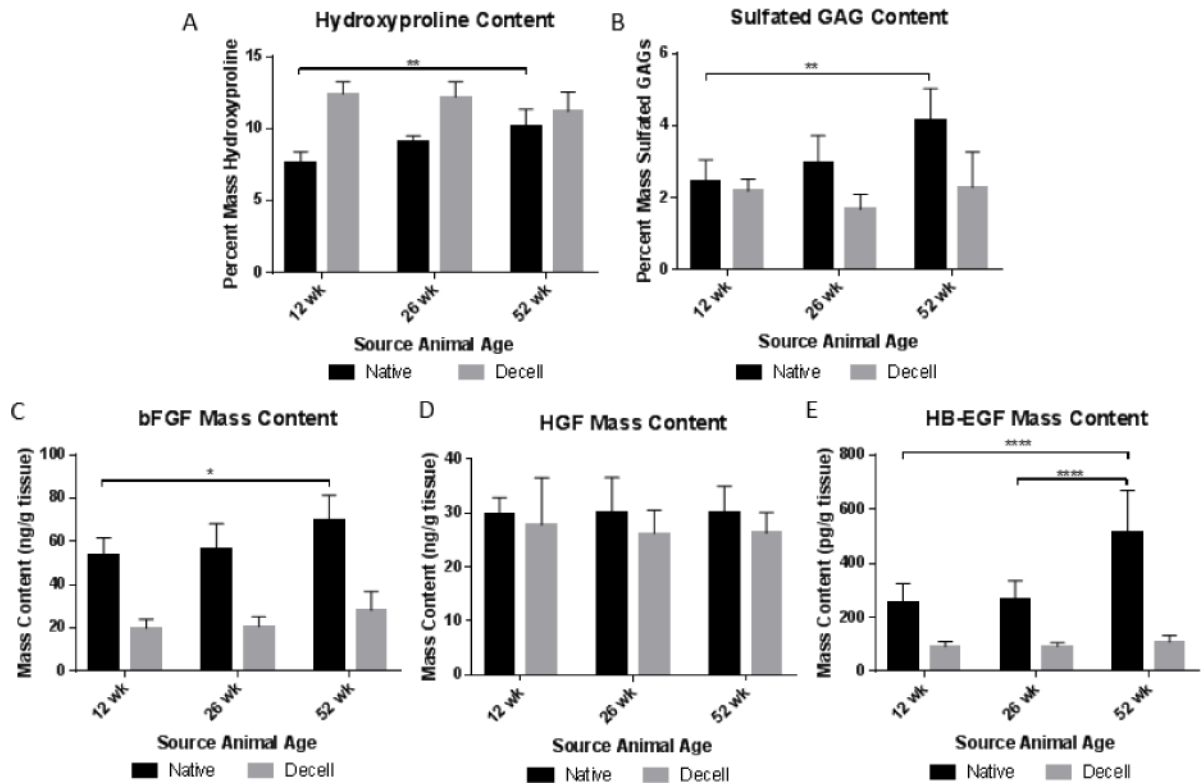 A
Hydroxyproline Content
Percent Mass Hydroxyproline
15
10
5
0
**
12 wk
26 wk
52 wk
Source Animal Age
Native
Decell
B
Sulfated GAG Content
Percent Mass Sulfated GAGs
6
4
2
0
**
12 wk
26 wk
52 wk
Source Animal Age
Native
Decell
C
bFGF Mass Content
Mass Content (ng/g tissue)
100
80
60
40
20
0
*
12 wk
26 wk
52 wk
Source Animal Age
Native
Decell
D
HGF Mass Content
Mass Content (ng/g tissue)
40
30
20
10
0
12 wk
26 wk
52 wk
Source Animal Age
Native
Decell
E
HB-EGF Mass Content
Mass Content (pg/g tissue)
800
600
400
200
0
****
****
12 wk
26 wk
52 wk
Source Animal Age
Native
Decell